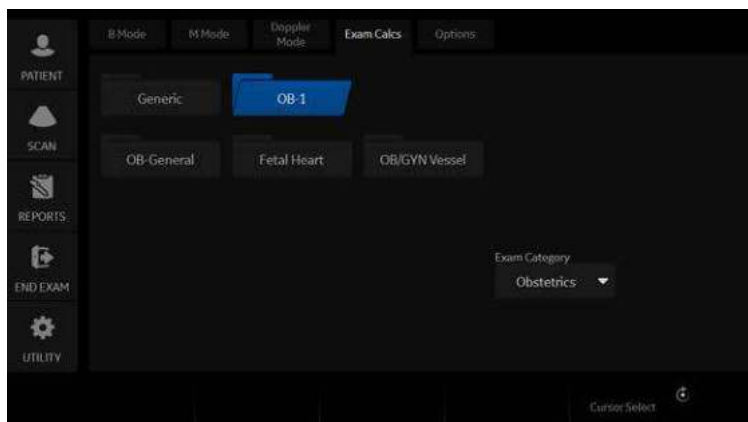 B Mode
M Mode
Doppler
Mode
Exam Calcs
Options
PATIENT
Generic
OB-1
SCAN
OB-General
Fetal Heart
OB/GYN Vessel
REPORTS
Exam Category
END EXAM
Obstetrics
UTILITY
Cursor Select